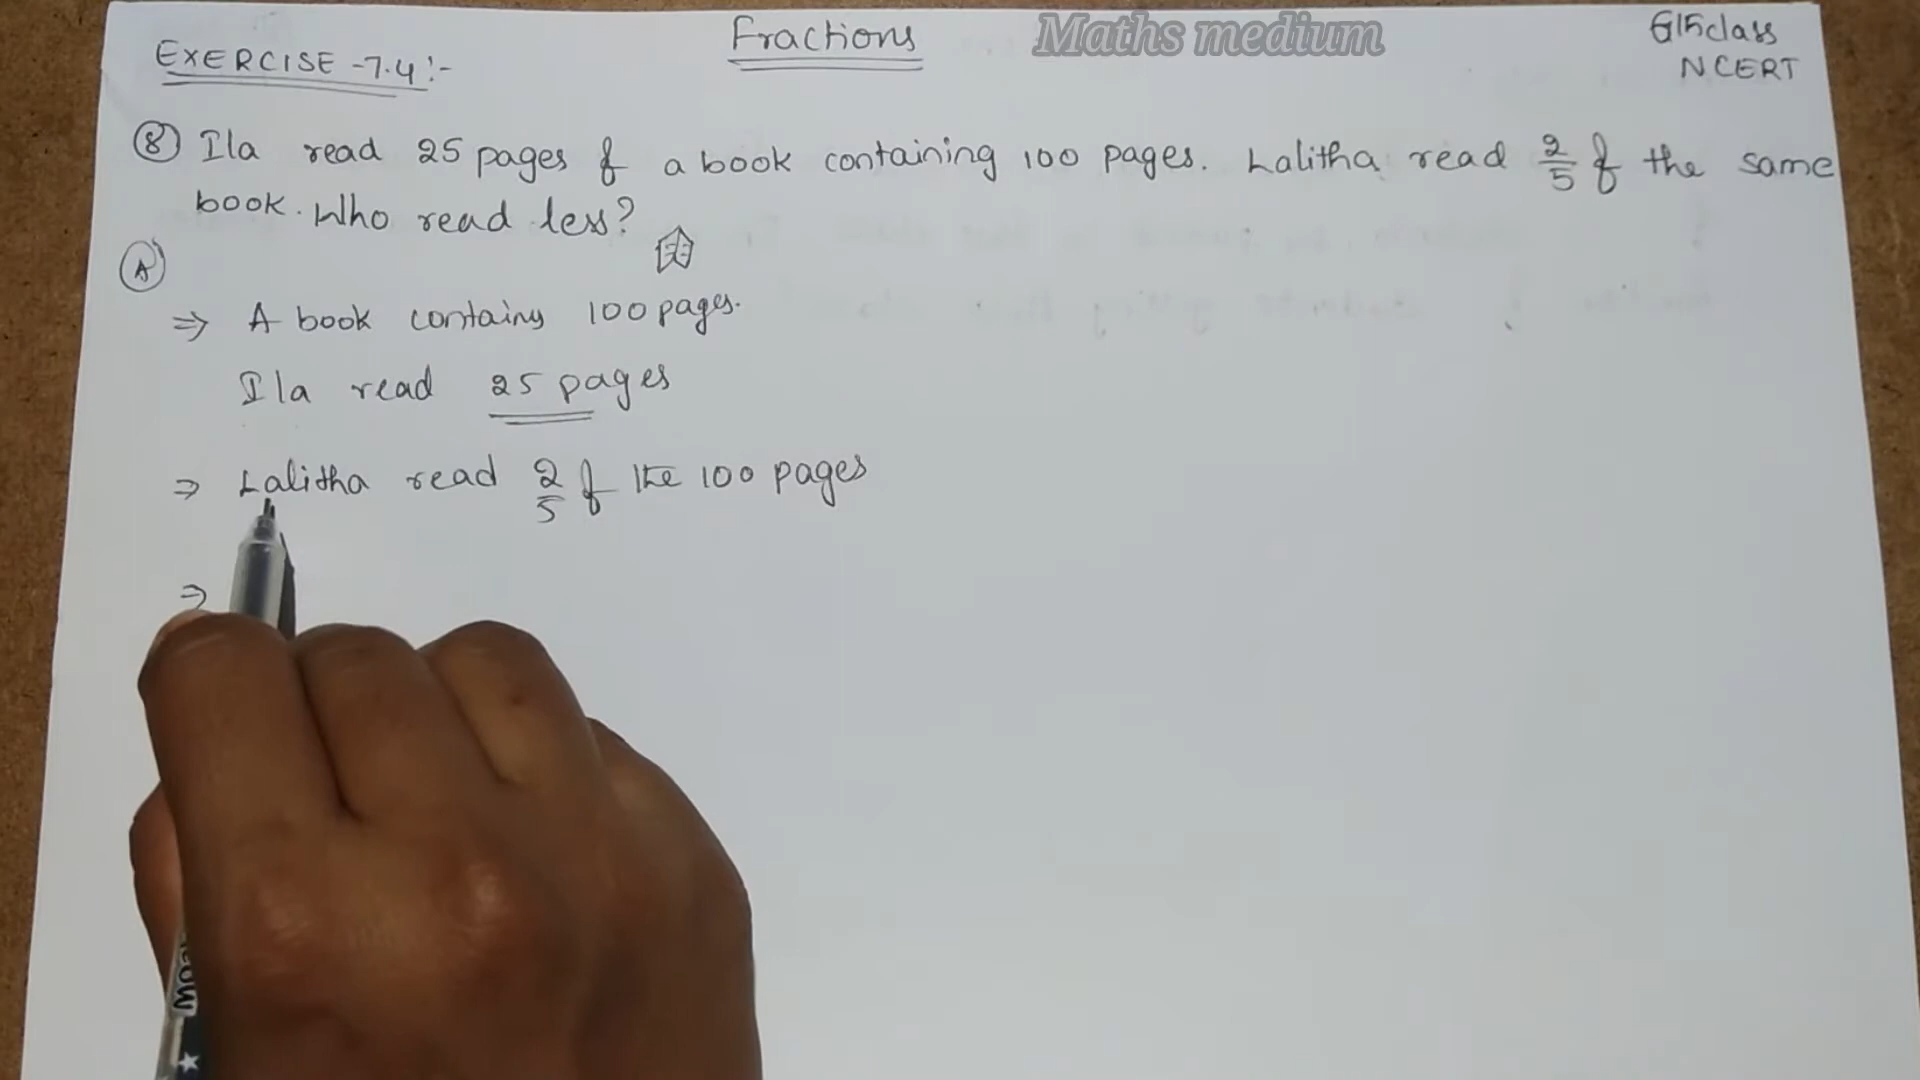 Fractions
Maths medium
6th class
NCERT
EXERCISE -7.4 :-
8 Ila read 25 pages of a book containing 100 pages. Lalitha read 2/5 of the same
book. Who read less?
A
⇒ A book contains 100 pages.
Ila read 25 pages
⇒ Lalitha read 2/5 of the 100 pages
⇒